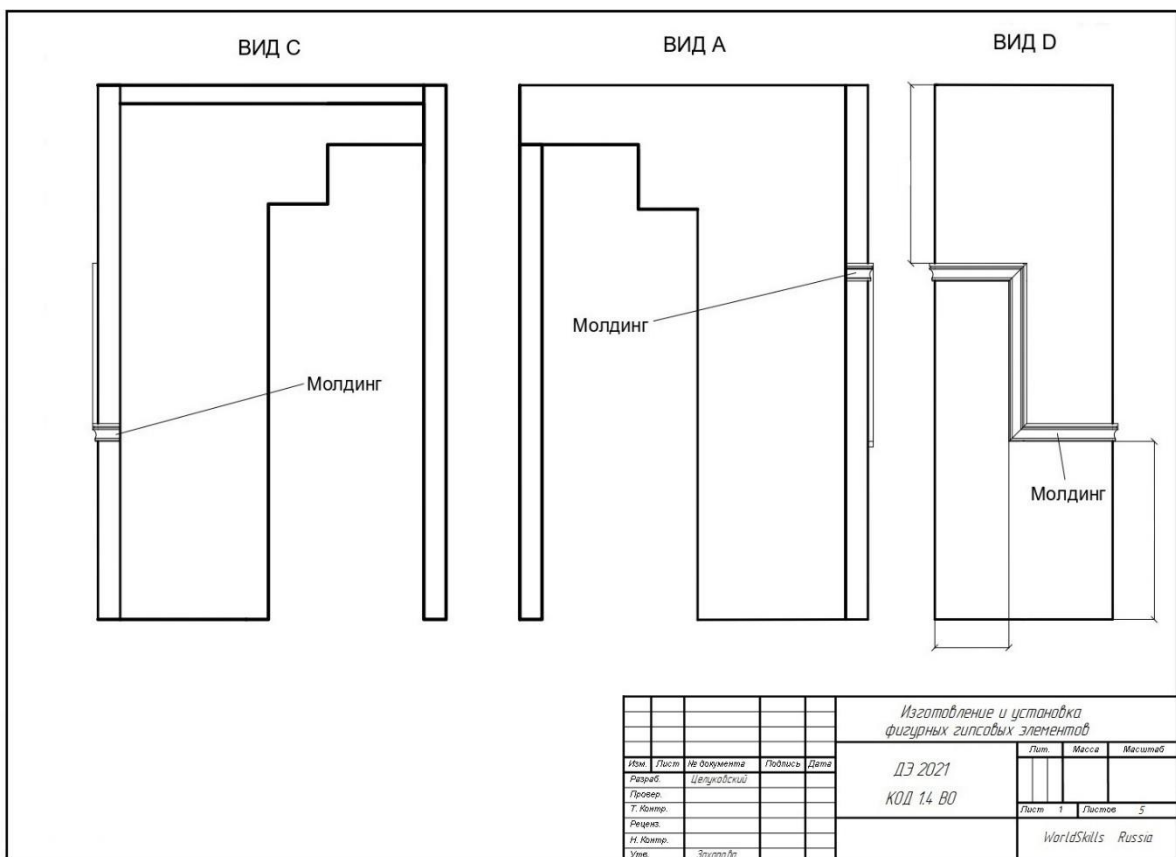 ВИД С
ВИД А
ВИД D
Молдинг
Молдинг
Молдинг
Изготовление и установка
фигурных гипсовых элементов
Изм. Лист № документа Подпись Дата
Разраб. Целуковский
Провер.
Т. Контр.
Реценз.
Н. Контр.
Утв. Захарова
ДЭ 2021
КОД 1.4 ВО
Лит. Масса Масштаб
Лист 1 Листов 5
WorldSkills Russia